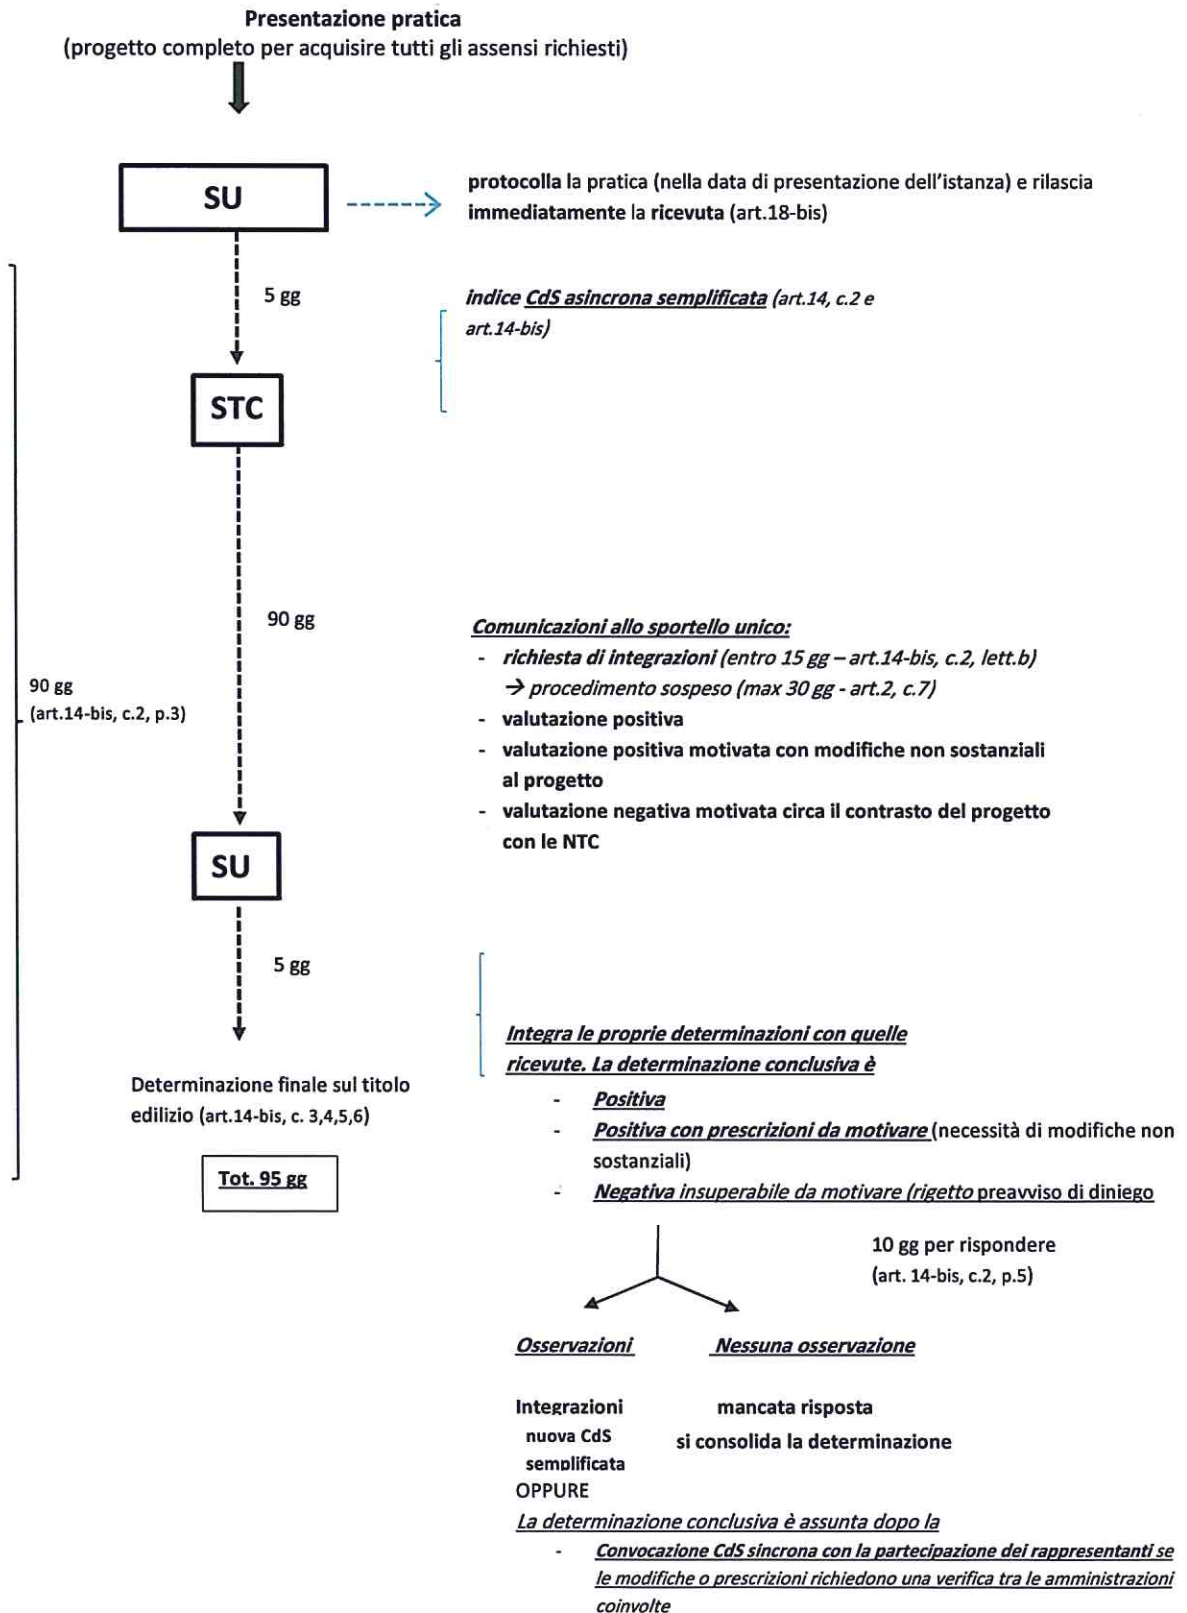 Presentazione pratica
(progetto completo per acquisire tutti gli assensi richiesti)
SU
protocolla la pratica (nella data di presentazione dell'istanza) e rilascia
immediatamente la ricevuta (art.18-bis)
5 gg
indice CdS asincrona semplificata (art.14, c.2 e
art.14-bis)
STC
90 gg
Comunicazioni allo sportello unico:
- richiesta di integrazioni (entro 15 gg – art.14-bis, c.2, lett.b)
→ procedimento sospeso (max 30 gg - art.2, c.7)
- valutazione positiva
- valutazione positiva motivata con modifiche non sostanziali
al progetto
- valutazione negativa motivata circa il contrasto del progetto
con le NTC
90 gg
(art.14-bis, c.2, p.3)
SU
5 gg
Integra le proprie determinazioni con quelle
ricevute. La determinazione conclusiva è
- Positiva
- Positiva con prescrizioni da motivare (necessità di modifiche non
sostanziali)
- Negativa insuperabile da motivare (rigetto preavviso di diniego
Determinazione finale sul titolo
edilizio (art.14-bis, c. 3,4,5,6)
Tot. 95 gg
10 gg per rispondere
(art. 14-bis, c.2, p.5)
Osservazioni
Nessuna osservazione
Integrazioni
nuova CdS
semplificata
mancata risposta
si consolida la determinazione
OPPURE
La determinazione conclusiva è assunta dopo la
- Convocazione CdS sincrona con la partecipazione dei rappresentanti se
le modifiche o prescrizioni richiedono una verifica tra le amministrazioni
coinvolte